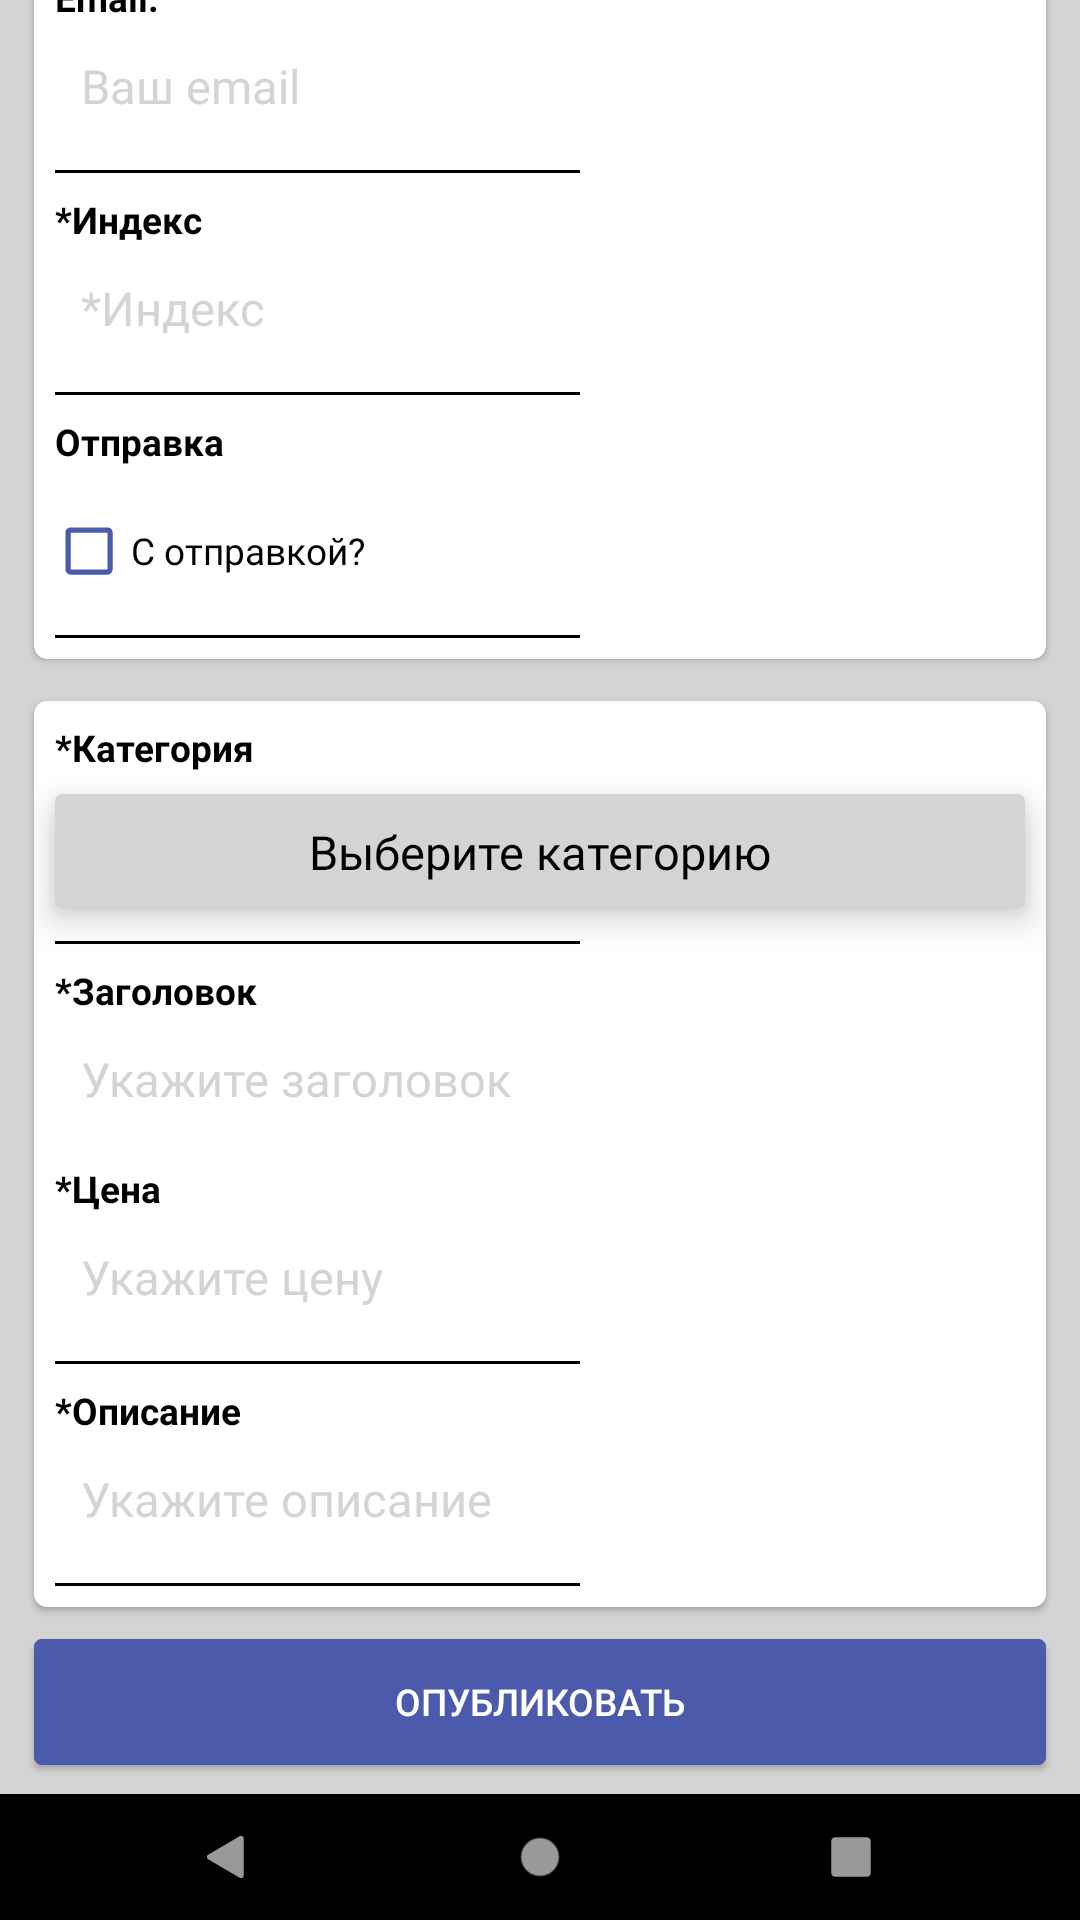 Email:
Ваш email
*Индекс
*Индекс
Отправка
С отправкой?
*Категория
Выберите категорию
*Заголовок
Укажите заголовок
*Цена
Укажите цену
*Описание
Укажите описание
ОПУБЛИКОВАТЬ